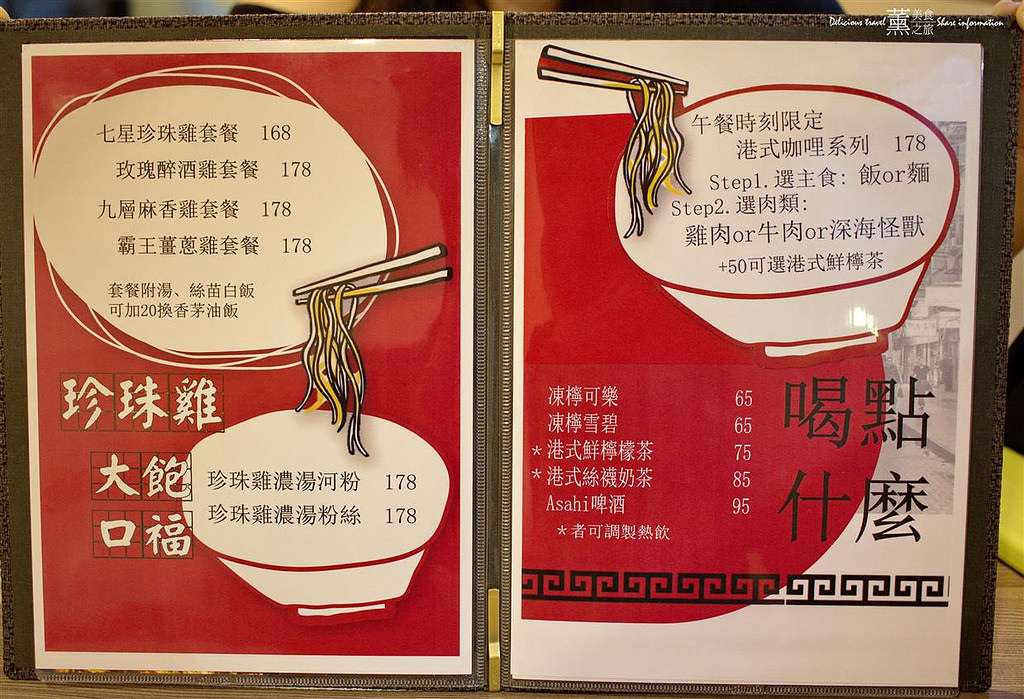 Delicious travel 薰 美食之旅 Share information
七星珍珠雞套餐 168
玫瑰醉酒雞套餐 178
九層麻香雞套餐 178
霸王薑蔥雞套餐 178
套餐附湯、絲苗白飯
可加20換香茅油飯
珍珠雞
大飽
口福
珍珠雞濃湯河粉 178
珍珠雞濃湯粉絲 178
午餐時刻限定
港式咖哩系列 178
Step1.選主食: 飯or麵
Step2.選肉類:
雞肉or牛肉or深海怪獸
+50可選港式鮮檸茶
凍檸可樂 65
凍檸雪碧 65
*港式鮮檸檬茶 75
*港式絲襪奶茶 85
Asahi啤酒 95
*者可調製熱飲
喝點
什麼